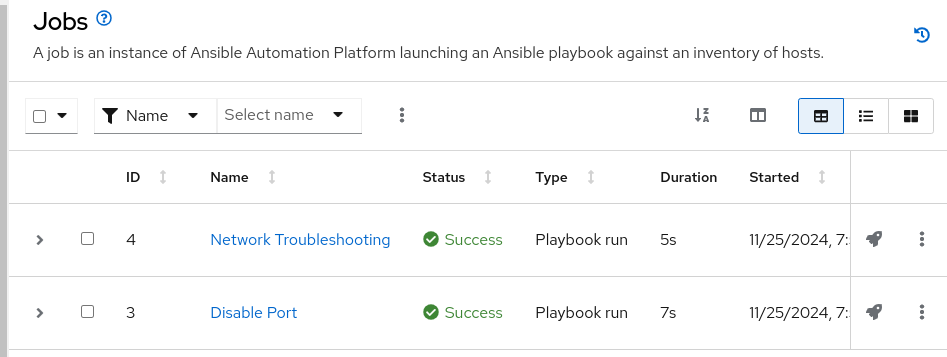 Jobs
A job is an instance of Ansible Automation Platform launching an Ansible playbook against an inventory of hosts.
Name Select name
ID Name Status Type Duration Started
4 Network Troubleshooting Success Playbook run 5s 11/25/2024, 7:
3 Disable Port Success Playbook run 7s 11/25/2024, 7: